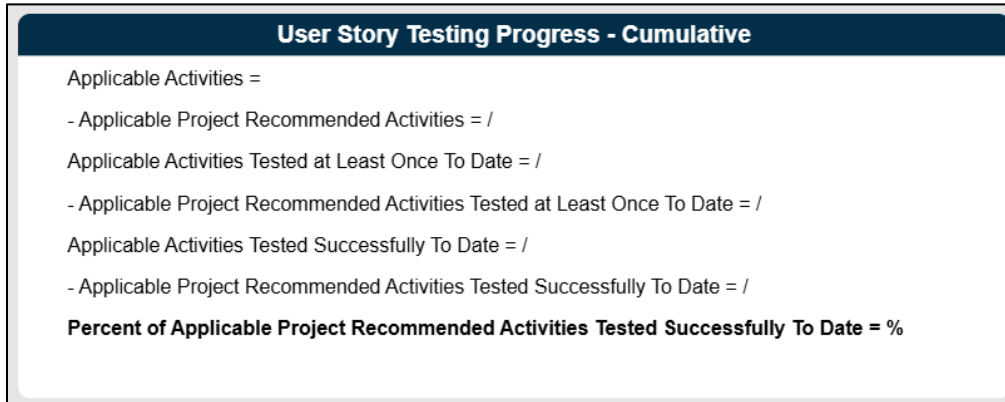 User Story Testing Progress - Cumulative
Applicable Activities =
- Applicable Project Recommended Activities = /
Applicable Activities Tested at Least Once To Date = /
- Applicable Project Recommended Activities Tested at Least Once To Date = /
Applicable Activities Tested Successfully To Date = /
- Applicable Project Recommended Activities Tested Successfully To Date = /
Percent of Applicable Project Recommended Activities Tested Successfully To Date = %